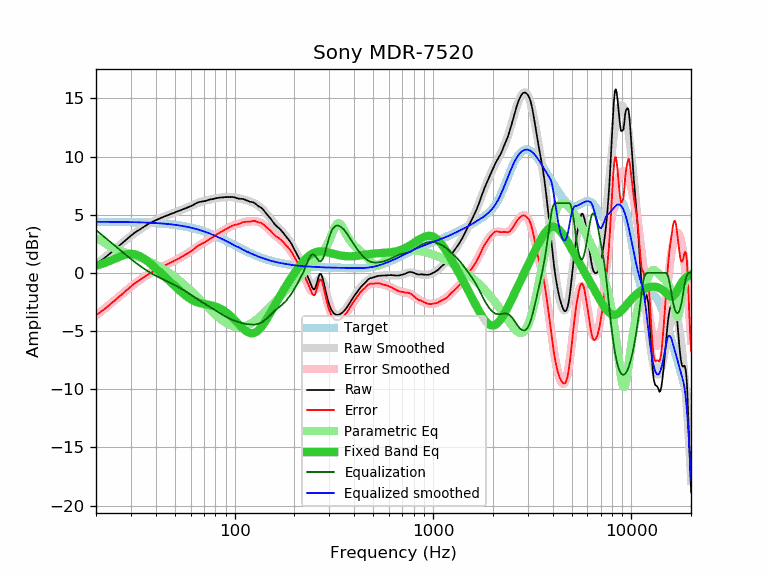 Sony MDR-7520
Amplitude (dBr)
15
10
5
0
−5
−10
−15
−20
Target
Raw Smoothed
Error Smoothed
Raw
Error
Parametric Eq
Fixed Band Eq
Equalization
Equalized smoothed
100
1000
10000
Frequency (Hz)